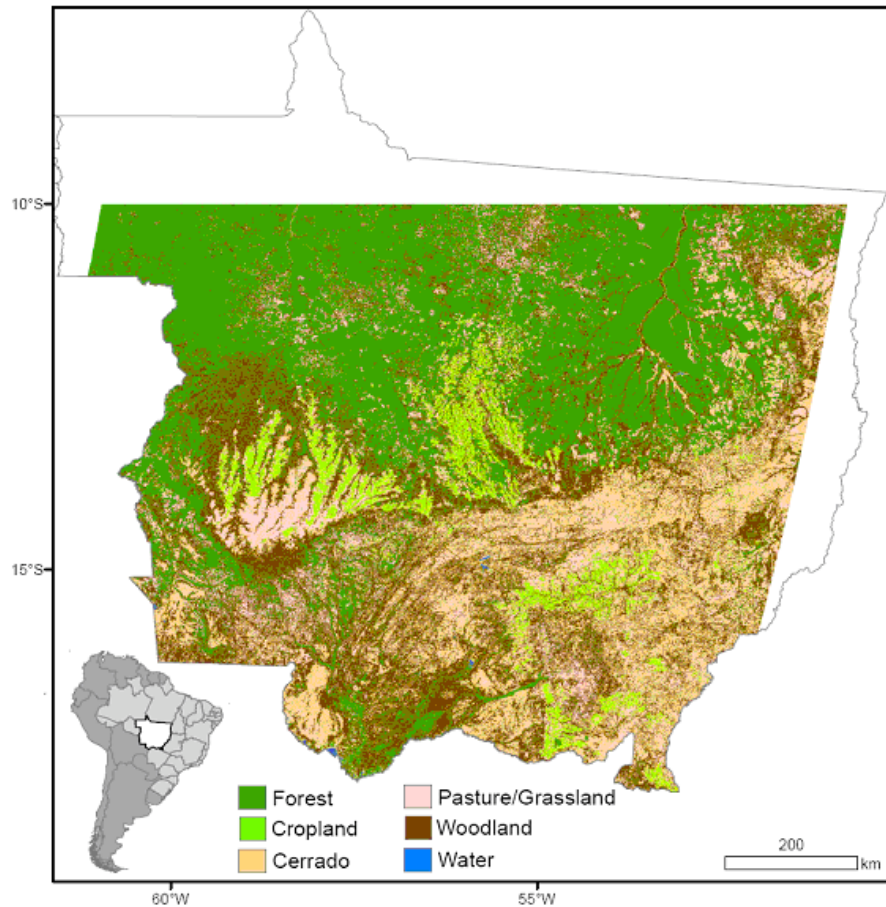 10°S
15°S
Forest
Pasture/Grassland
Cropland
Woodland
Cerrado
Water
200
km
60°W
55°W